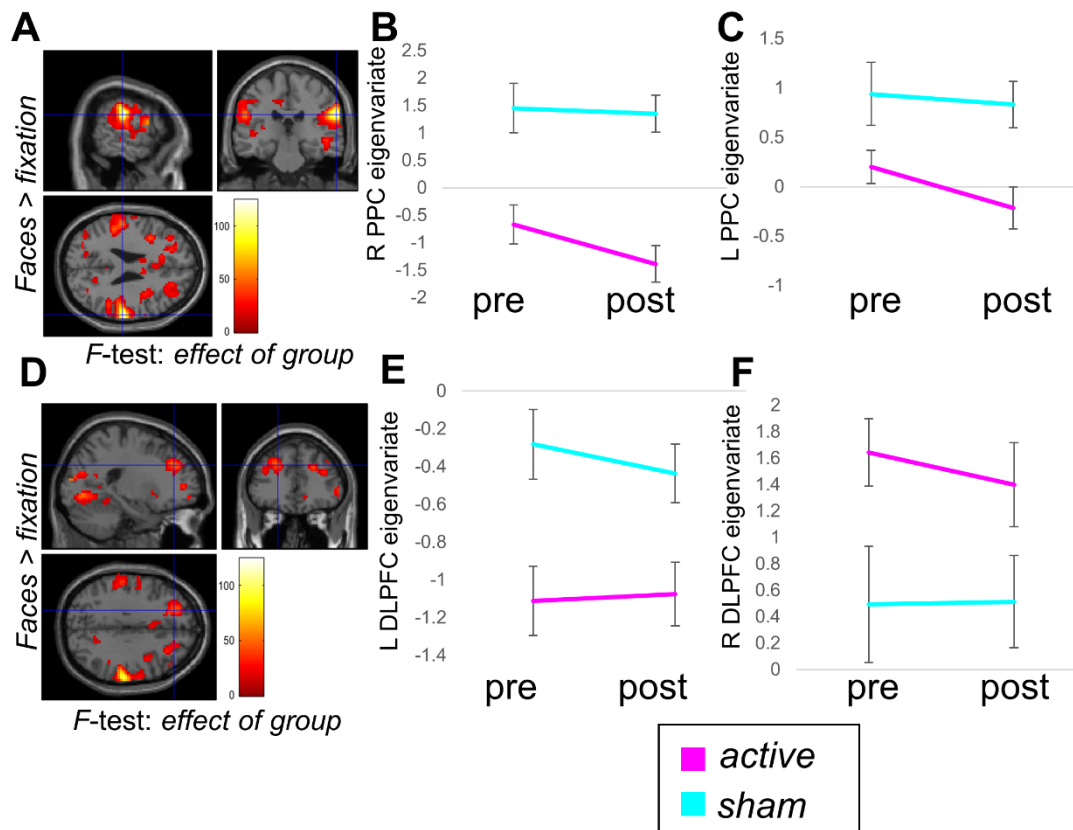 A
Faces > fixation
100
50
0
F-test: effect of group
B
R PPC eigenvariate
2.5
2
1.5
1
0.5
0
-0.5
-1
-1.5
-2
pre post
C
L PPC eigenvariate
1.5
1
0.5
0
-0.5
-1
pre post
D
Faces > fixation
100
50
0
F-test: effect of group
E
L DLPFC eigenvariate
0
-0.2
-0.4
-0.6
-0.8
-1
-1.2
-1.4
pre post
F
R DLPFC eigenvariate
2
1.8
1.6
1.4
1.2
1
0.8
0.6
0.4
0.2
0
pre post
active
sham